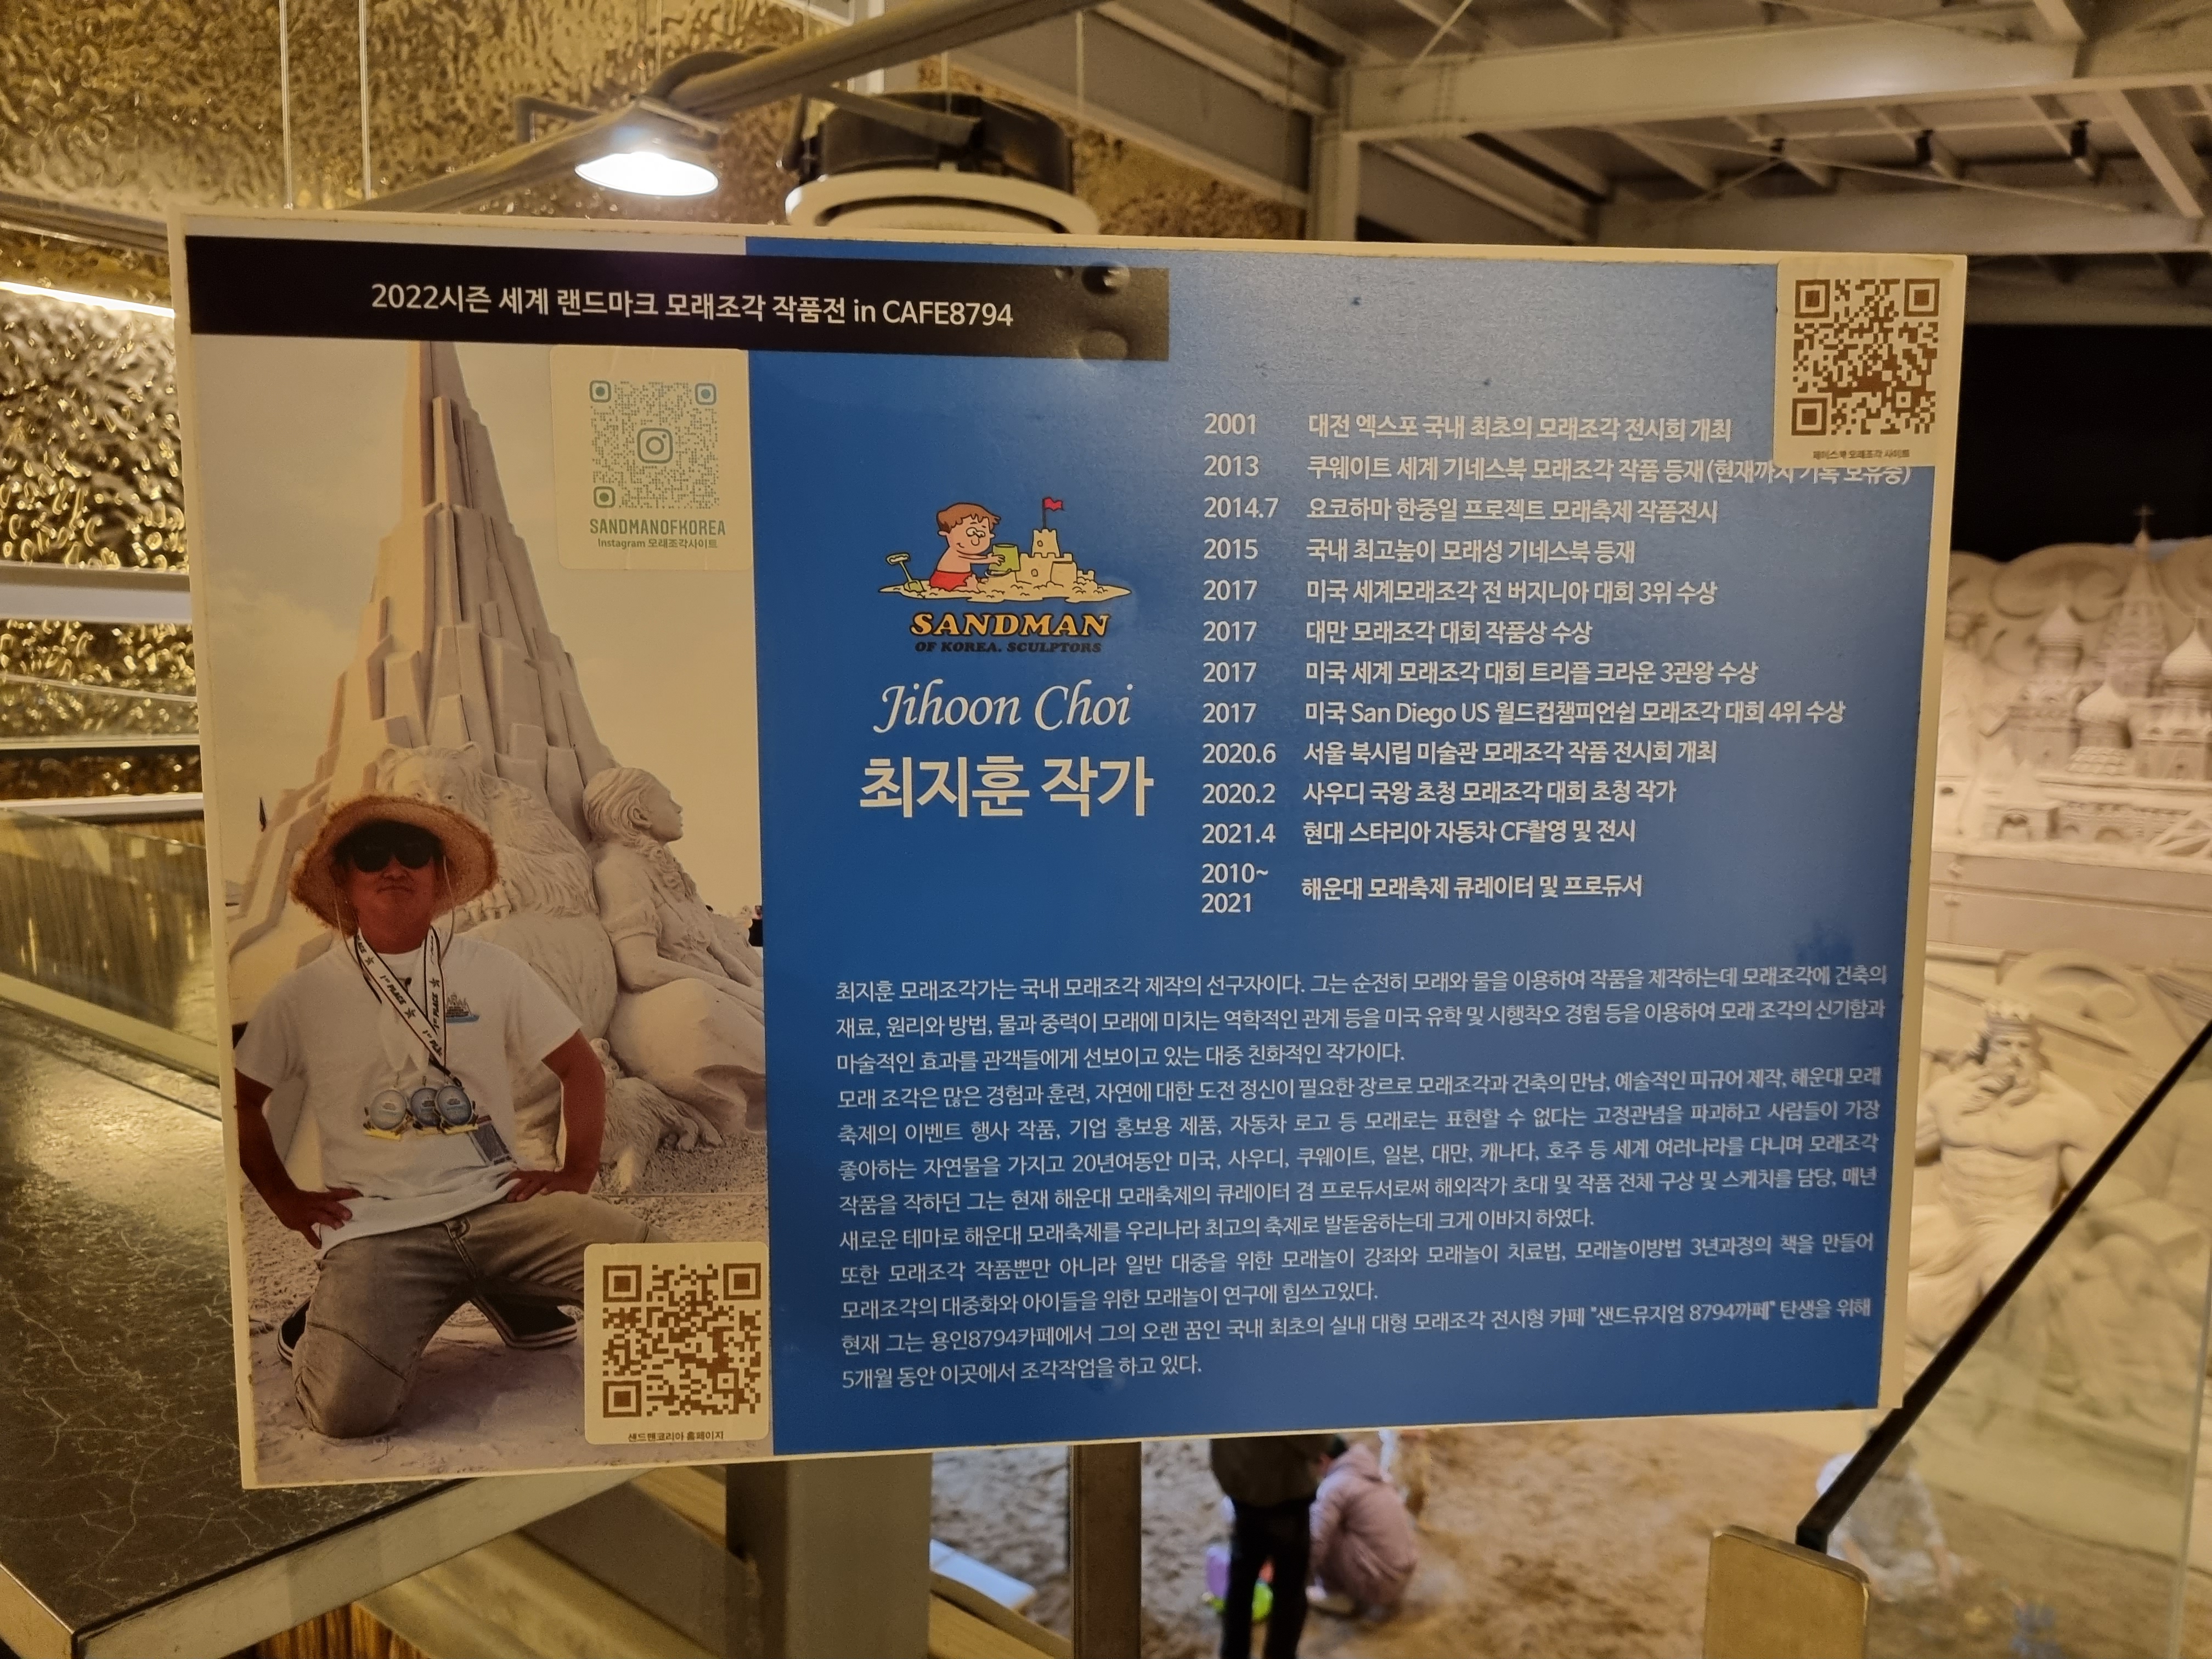 2022시즌 세계 랜드마크 모래조각 작품전 in CAFE8794
SANDMANOFKOREA
Instagram 모래조각사이트
페이스북 모래조각 사이트
SANDMAN
OF KOREA. SCULPTORS
Jihoon Choi
최지훈 작가
2001 대전 엑스포 국내 최초의 모래조각 전시회 개최
2013 쿠웨이트 세계 기네스북 모래조각 작품 등재(현재까지 기록 보유중)
2014.7 요코하마 한중일 프로젝트 모래축제 작품전시
2015 국내 최고높이 모래성 기네스북 등재
2017 미국 세계모래조각 전 버지니아 대회 3위 수상
2017 대만 모래조각 대회 작품상 수상
2017 미국 세계 모래조각 대회 트리플 크라운 3관왕 수상
2017 미국 San Diego US 월드컵챔피언쉽 모래조각 대회 4위 수상
2020.6 서울 북시립 미술관 모래조각 작품 전시회 개최
2020.2 사우디 국왕 초청 모래조각 대회 초청 작가
2021.4 현대 스타리아 자동차 CF촬영 및 전시
2010~
2021 해운대 모래축제 큐레이터 및 프로듀서
최지훈 모래조각가는 국내 모래조각 제작의 선구자이다. 그는 순전히 모래와 물을 이용하여 작품을 제작하는데 모래조각에 건축의
재료, 원리와 방법, 물과 중력이 모래에 미치는 역학적인 관계 등을 미국 유학 및 시행착오 경험 등을 이용하여 모래 조각의 신기함과
마술적인 효과를 관객들에게 선보이고 있는 대중 친화적인 작가이다.
모래 조각은 많은 경험과 훈련, 자연에 대한 도전 정신이 필요한 장르로 모래조각과 건축의 만남, 예술적인 피규어 제작, 해운대 모래
축제의 이벤트 행사 작품, 기업 홍보용 제품, 자동차 로고 등 모래로는 표현할 수 없다는 고정관념을 파괴하고 사람들이 가장
좋아하는 자연물을 가지고 20년여동안 미국, 사우디, 쿠웨이트, 일본, 대만, 캐나다, 호주 등 세계 여러나라를 다니며 모래조각
작품을 작하던 그는 현재 해운대 모래축제의 큐레이터 겸 프로듀서로써 해외작가 초대 및 작품 전체 구상 및 스케치를 담당, 매년
새로운 테마로 해운대 모래축제를 우리나라 최고의 축제로 발돋움하는데 크게 이바지 하였다.
또한 모래조각 작품뿐만 아니라 일반 대중을 위한 모래놀이 강좌와 모래놀이 치료법, 모래놀이방법 3년과정의 책을 만들어
모래조각의 대중화와 아이들을 위한 모래놀이 연구에 힘쓰고있다.
현재 그는 용인8794카페에서 그의 오랜 꿈인 국내 최초의 실내 대형 모래조각 전시형 카페 "샌드뮤지엄 8794까페" 탄생을 위해
5개월 동안 이곳에서 조각작업을 하고 있다.
1ST PLACE
샌드맨코리아 홈페이지